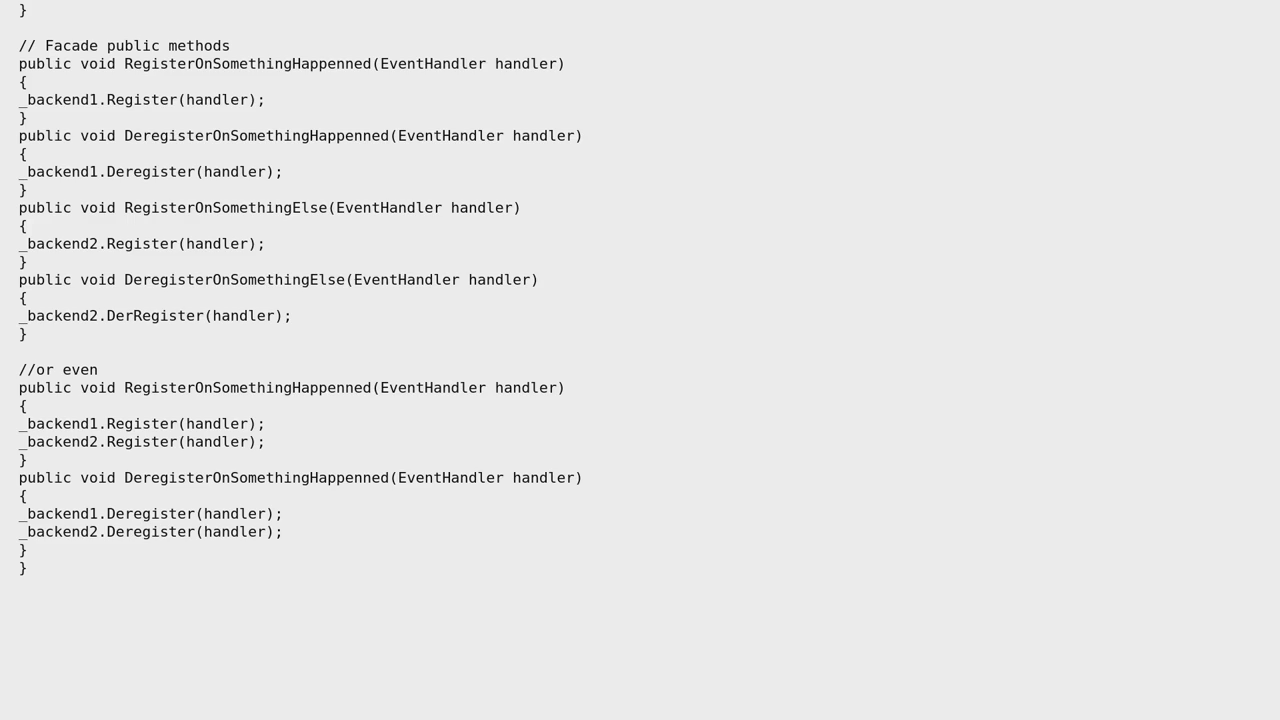 }
// Facade public methods
public void RegisterOnSomethingHappenned(EventHandler handler)
{
_backend1.Register(handler);
}
public void DeregisterOnSomethingHappenned(EventHandler handler)
{
_backend1.Deregister(handler);
}
public void RegisterOnSomethingElse(EventHandler handler)
{
_backend2.Register(handler);
}
public void DeregisterOnSomethingElse(EventHandler handler)
{
_backend2.DerRegister(handler);
}
//or even
public void RegisterOnSomethingHappenned(EventHandler handler)
{
_backend1.Register(handler);
_backend2.Register(handler);
}
public void DeregisterOnSomethingHappenned(EventHandler handler)
{
_backend1.Deregister(handler);
_backend2.Deregister(handler);
}
}